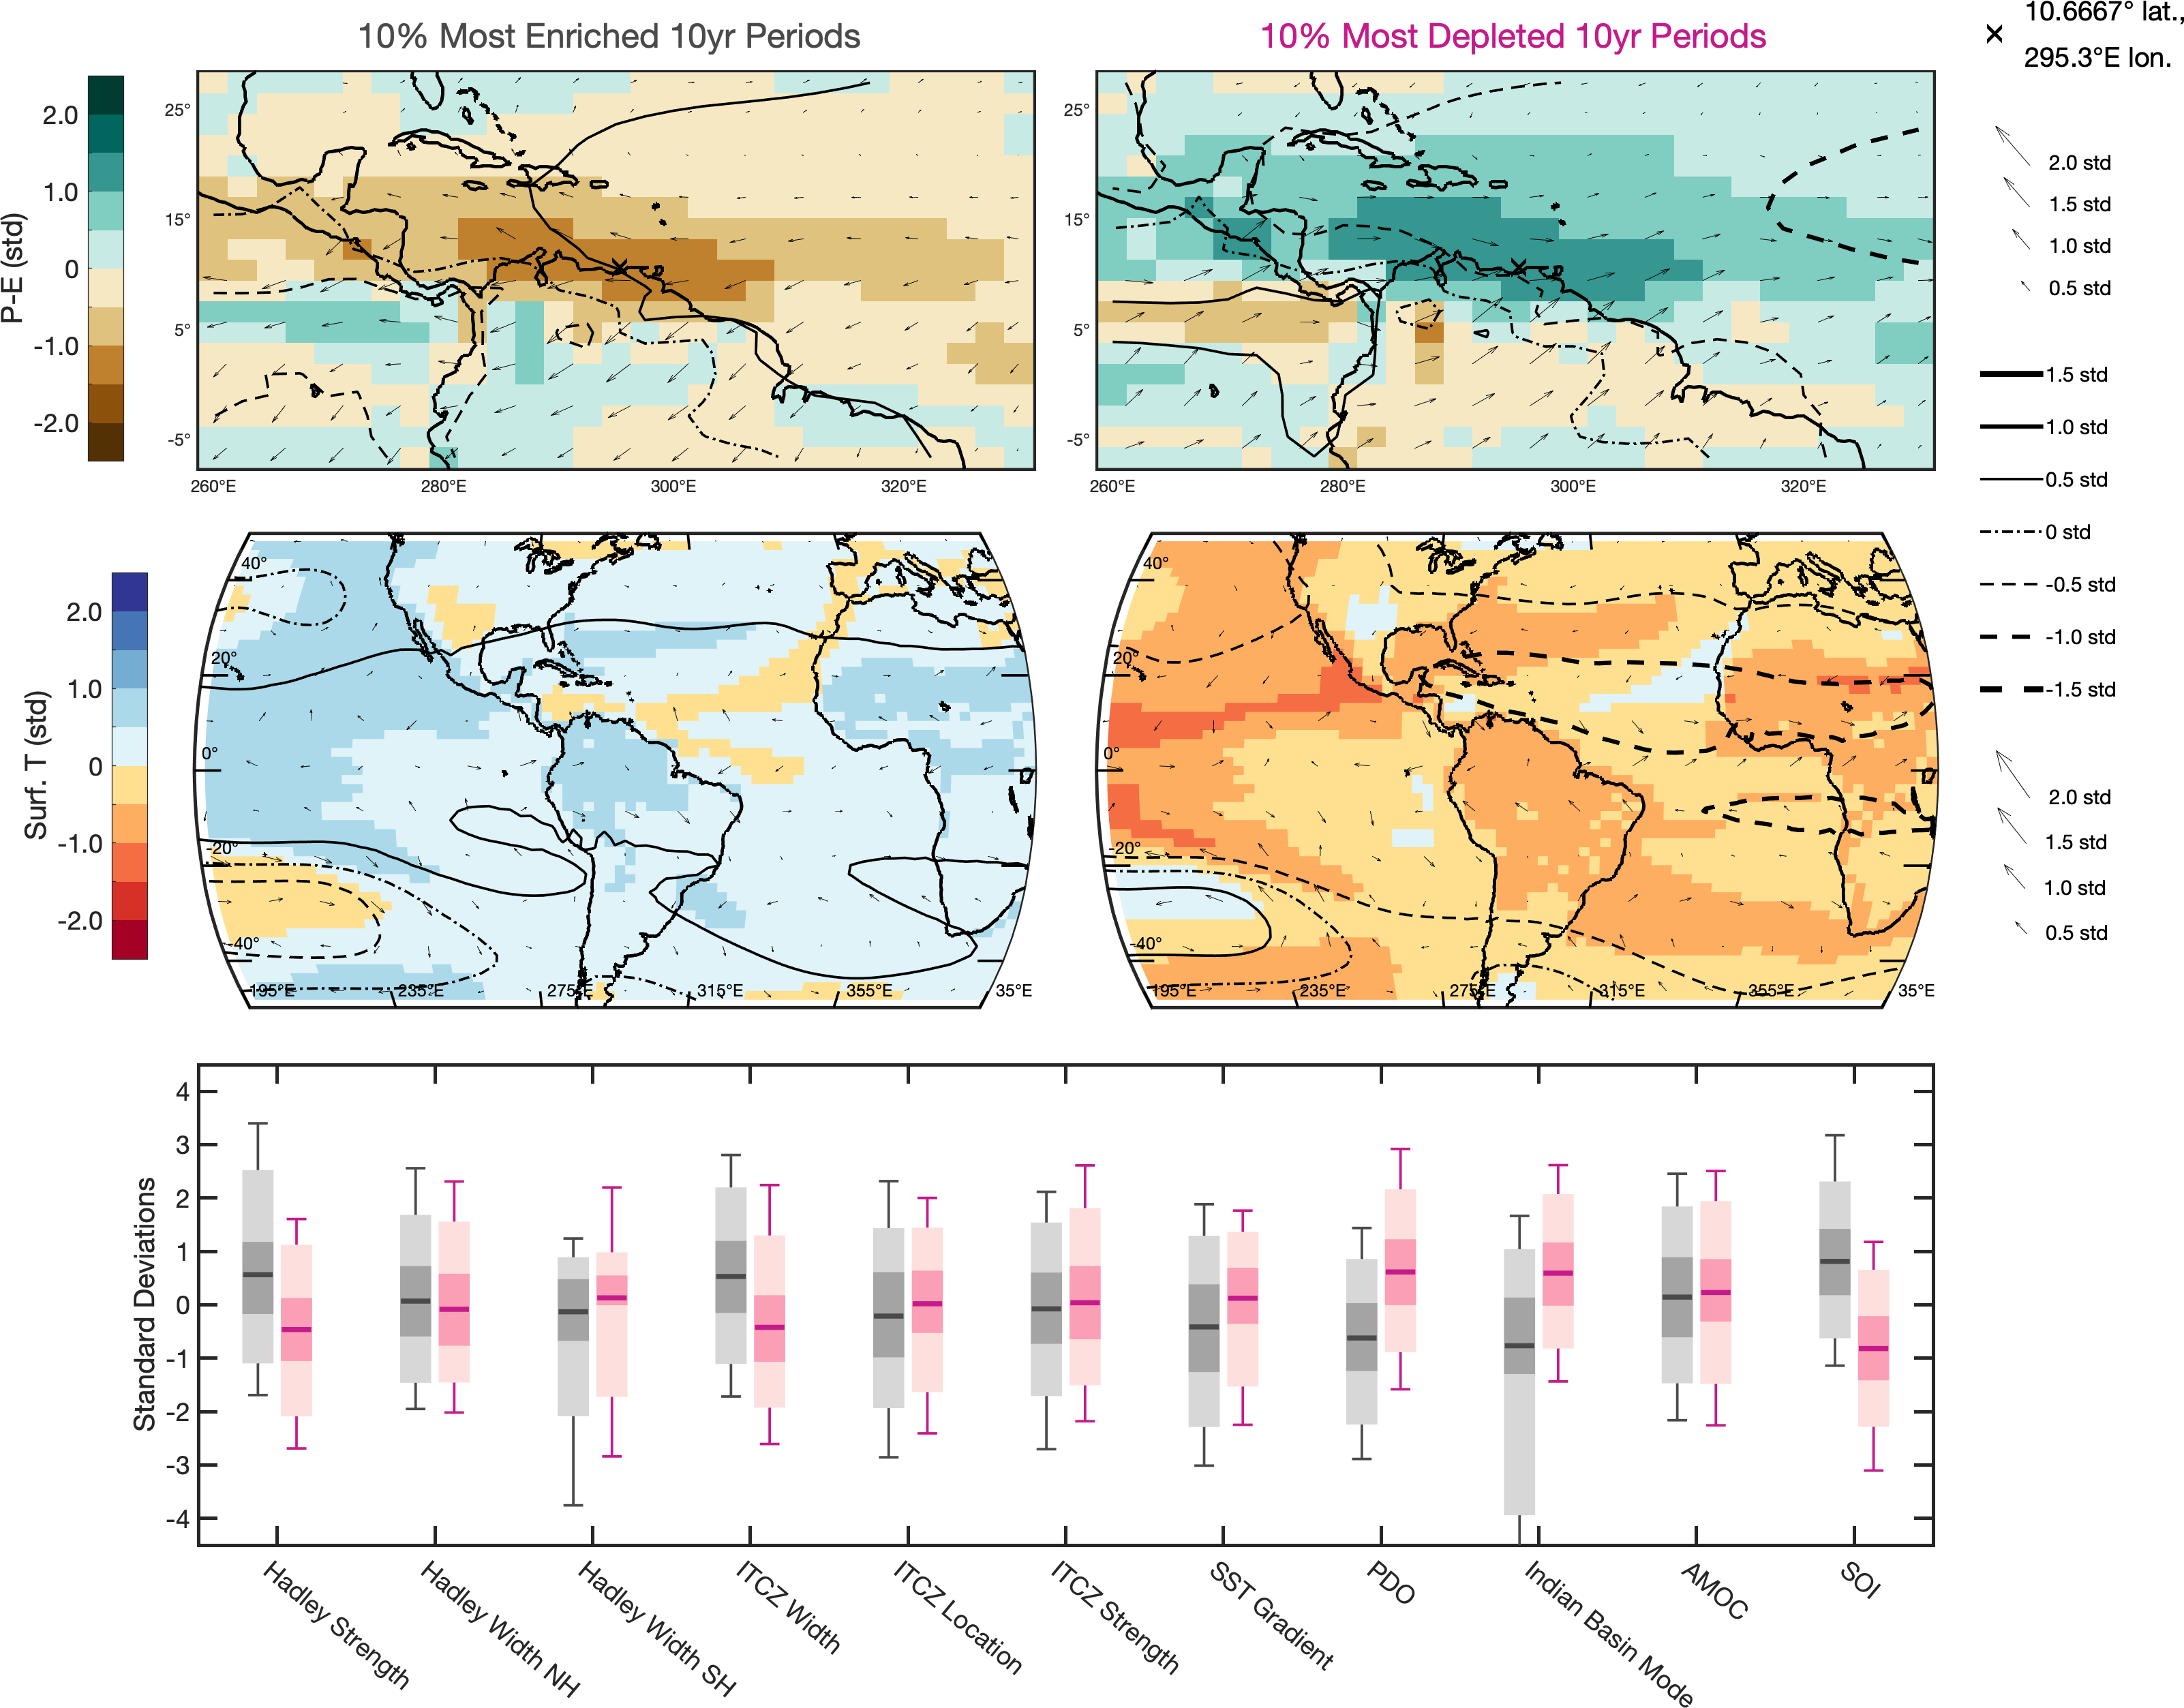 10% Most Enriched 10yr Periods
10% Most Depleted 10yr Periods
× 10.6667° lat.,
295.3°E lon.
P-E (std)
2.0
1.0
0
-1.0
-2.0
25°
15°
5°
-5°
260°E 280°E 300°E 320°E
25°
15°
5°
-5°
260°E 280°E 300°E 320°E
2.0 std
1.5 std
1.0 std
0.5 std
1.5 std
1.0 std
0.5 std
0 std
-0.5 std
-1.0 std
-1.5 std
2.0 std
1.5 std
1.0 std
0.5 std
Surf. T (std)
2.0
1.0
0
-1.0
-2.0
40°
20°
0°
-20°
-40°
195°E 235°E 275°E 315°E 355°E 35°E
40°
20°
0°
-20°
-40°
195°E 235°E 275°E 315°E 355°E 35°E
Standard Deviations
4
3
2
1
0
-1
-2
-3
-4
Hadley Strength
Hadley Width NH
Hadley Width SH
ITCZ Width
ITCZ Location
ITCZ Strength
SST Gradient
PDO
Indian Basin Mode
AMOC
SOI